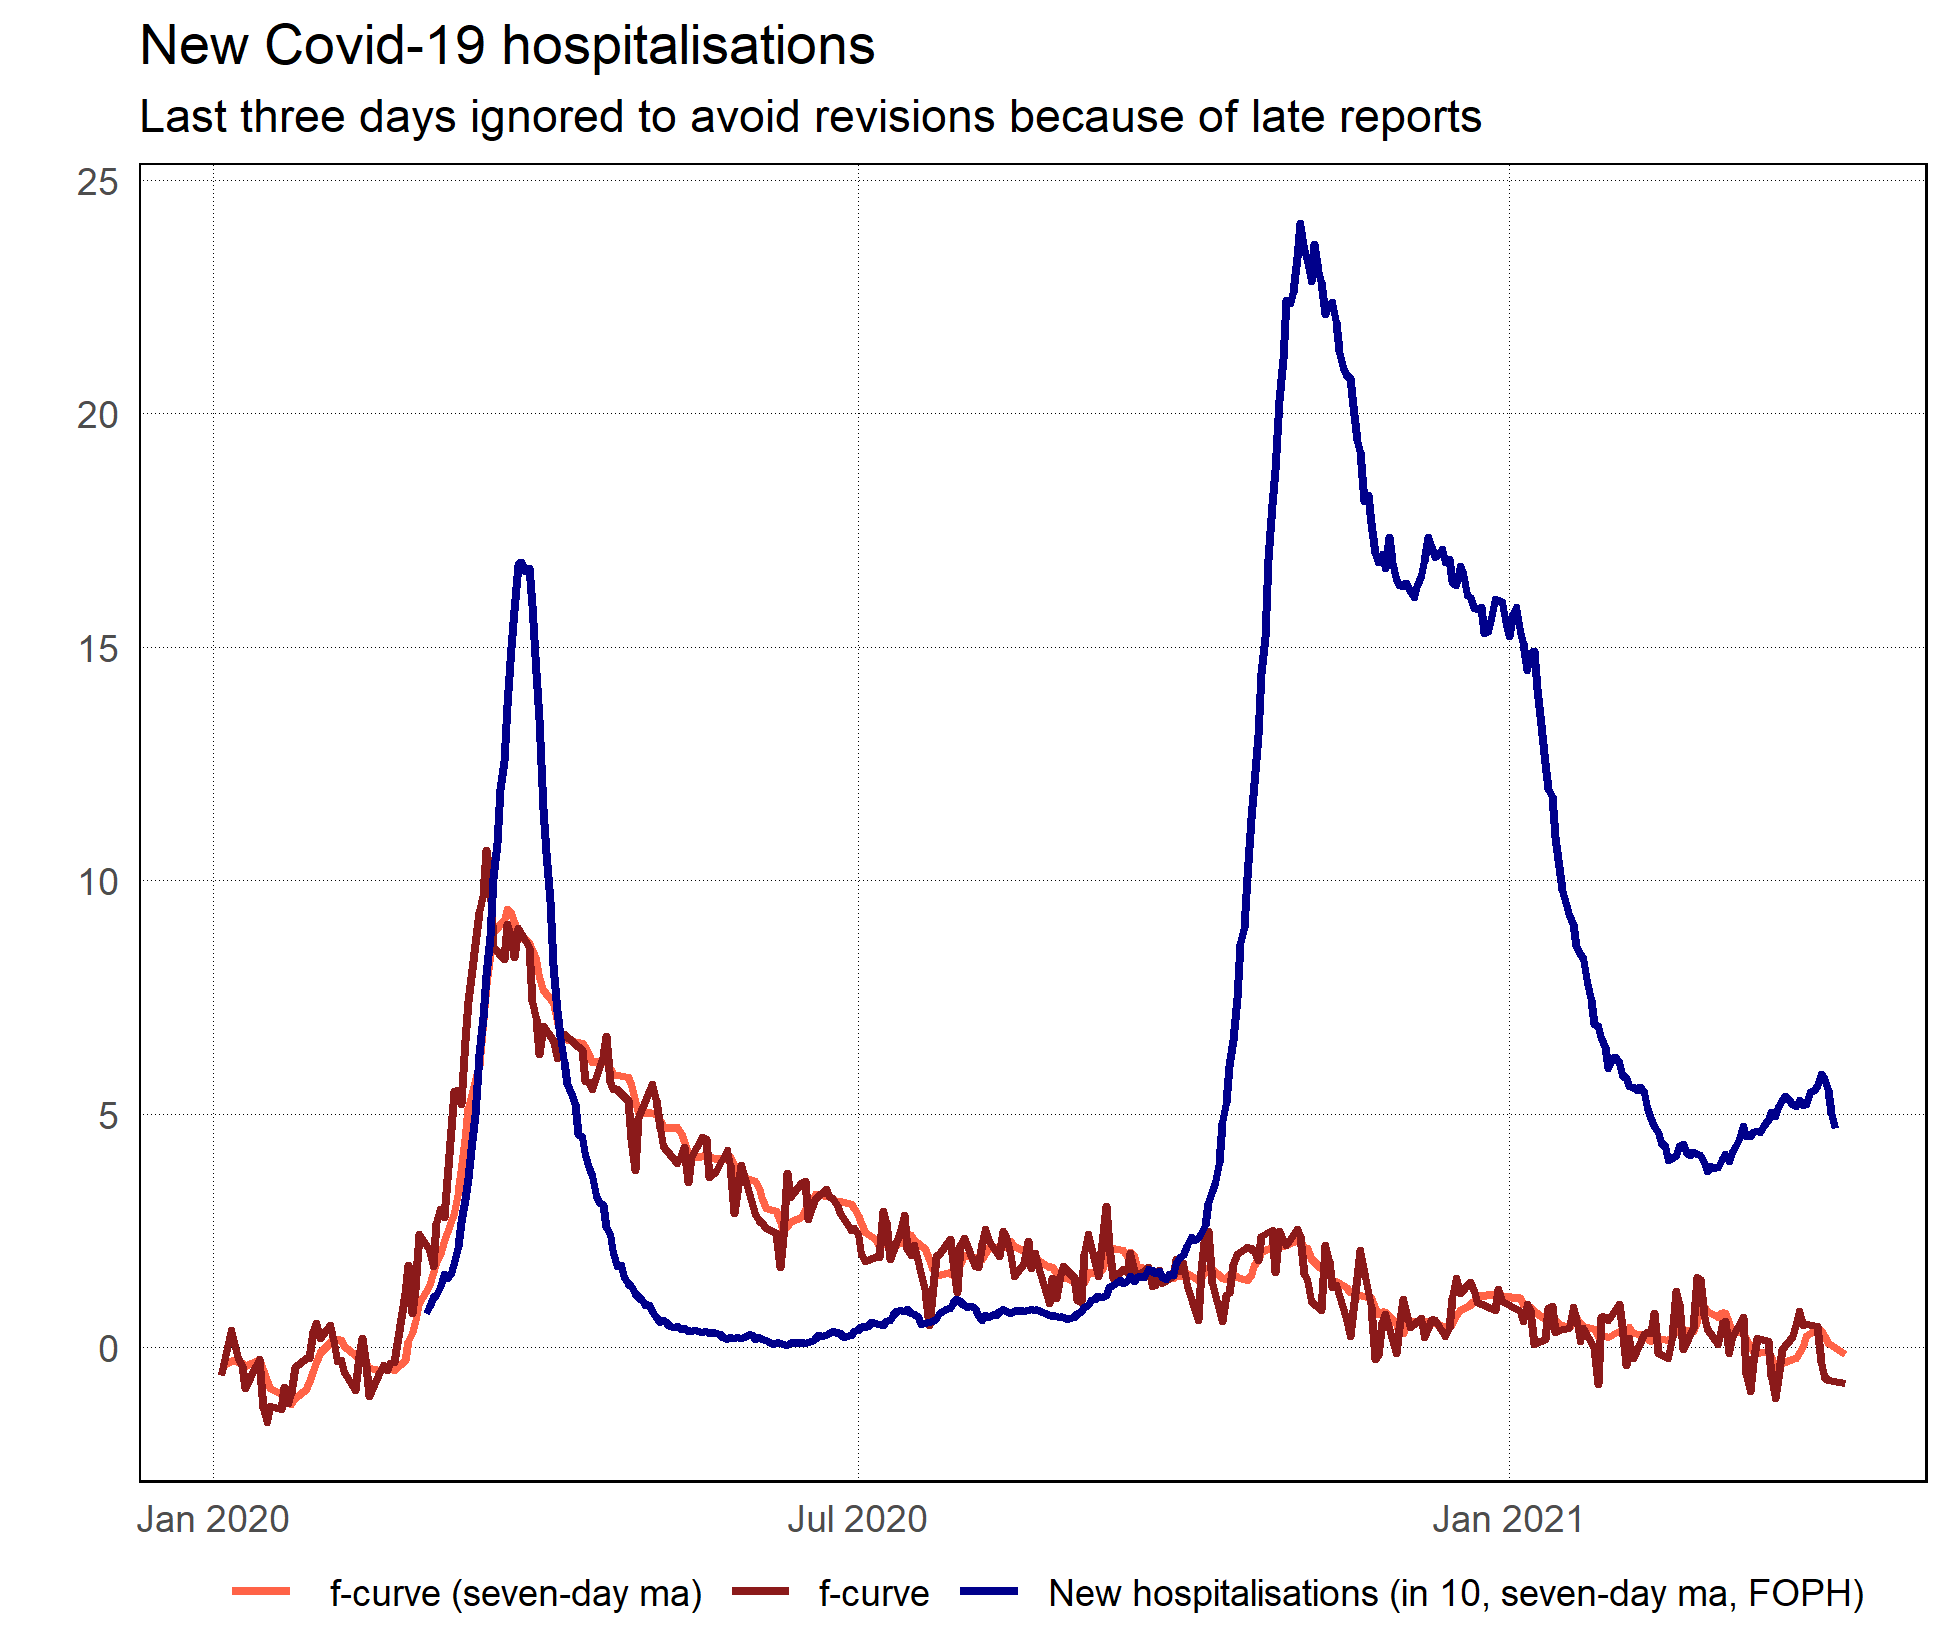 New Covid-19 hospitalisations
Last three days ignored to avoid revisions because of late reports
25
20
15
10
5
0
Jan 2020 Jul 2020 Jan 2021
f-curve (seven-day ma) f-curve New hospitalisations (in 10, seven-day ma, FOPH)